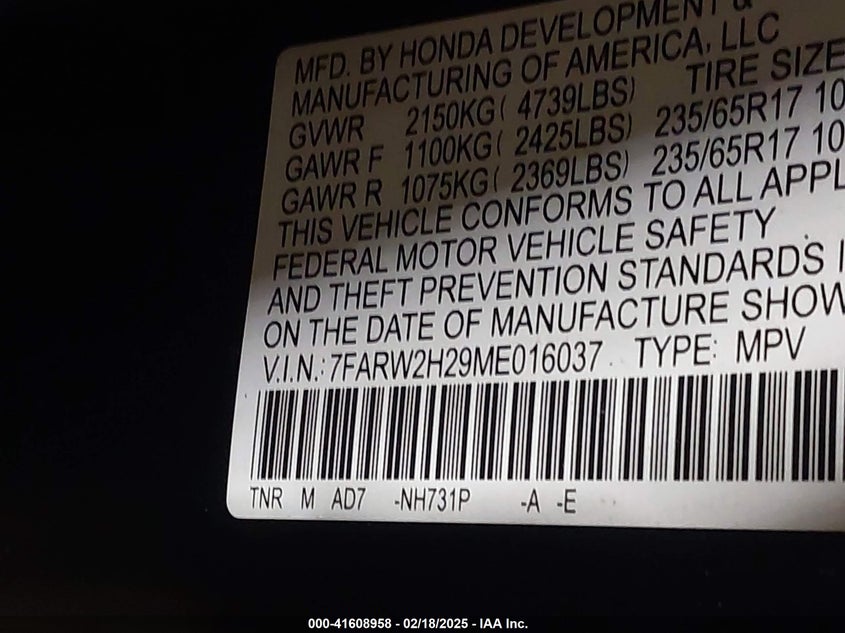 MFD. BY HONDA DEVELOPMENT &
MANUFACTURING OF AMERICA, LLC
GVWR 2150KG( 4739LBS) TIRE SIZE
GAWR F 1100KG( 2425LBS) 235/65R17 10
GAWR R 1075KG( 2369LBS) 235/65R17 10
THIS VEHICLE CONFORMS TO ALL APPL
FEDERAL MOTOR VEHICLE SAFETY
AND THEFT PREVENTION STANDARDS I
ON THE DATE OF MANUFACTURE SHOW
V.I.N.:7FARW2H29ME016037 TYPE: MPV
TNR M AD7 -NH731P -A -E
000-41608958 - 02/18/2025 - IAA Inc.